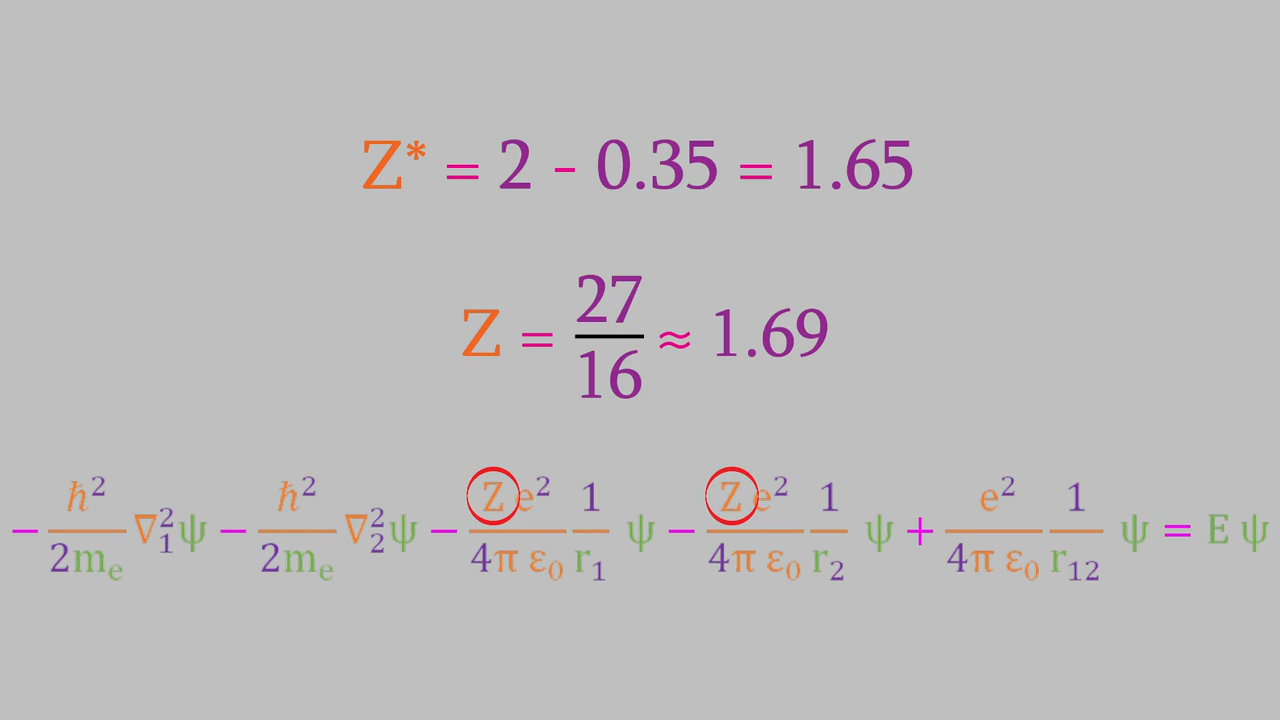 Z* = 2 - 0.35 = 1.65
Z = 27/16 ≈ 1.69
− ħ²/2mₑ ∇₁²ψ − ħ²/2mₑ ∇₂²ψ − Ze²/4π ε₀ 1/r₁ ψ − Ze²/4π ε₀ 1/r₂ ψ + e²/4π ε₀ 1/r₁₂ ψ = E ψ